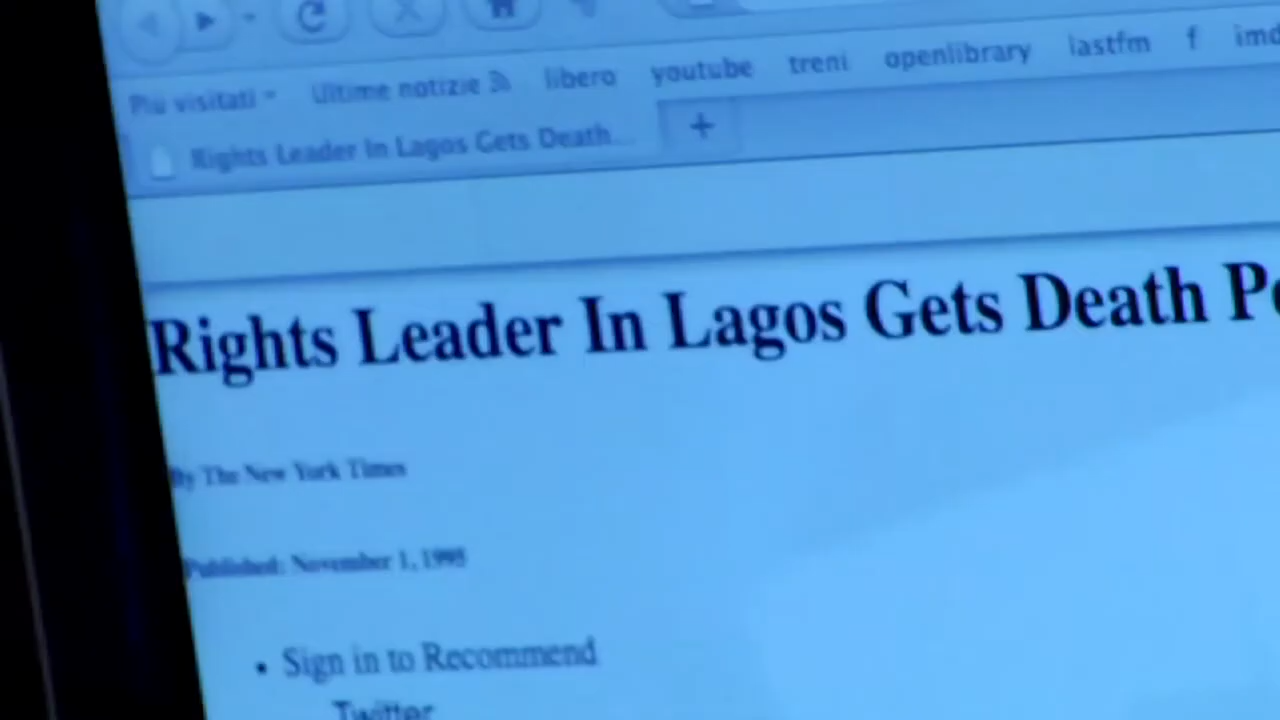 Più visitati Ultime notizie libero youtube treni openlibrary lastfm f imd
Rights Leader In Lagos Gets Death... +
Rights Leader In Lagos Gets Death P
By The New York Times
Published: November 1, 1995
• Sign in to Recommend
Twitter